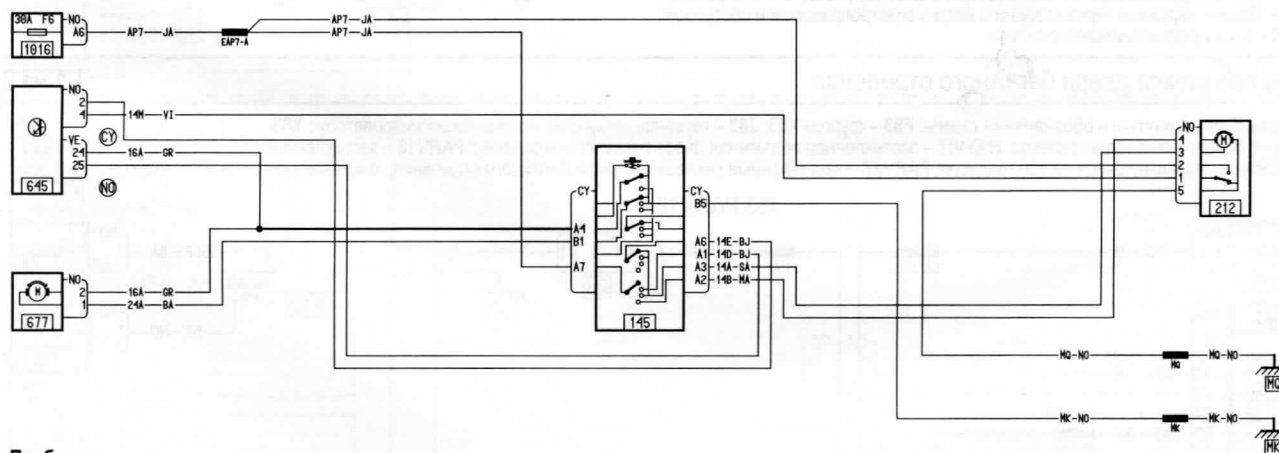 30A F6
NO
A6
1016
AP7 JA
EAP7-A
AP7 JA
AP7 JA
NO
2
4
VE
24
25
645
14H VI
CY
16A GR
NO
NO
2
1
677
16A GR
24A BA
CY
A4
B1
A7
145
CY
B5
A6 14E-BJ
A1 14D-BJ
A3 14A-SA
A2 14B-MA
NO
4
3
2
1
5
M
212
MQ-NO
MQ
MQ-NO
MQ
MK-NO
MK
MK-NO
MK